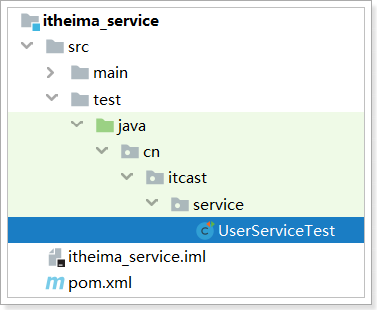 itheima_service
src
main
test
java
cn
itcast
service
UserServiceTest
itheima_service.iml
pom.xml